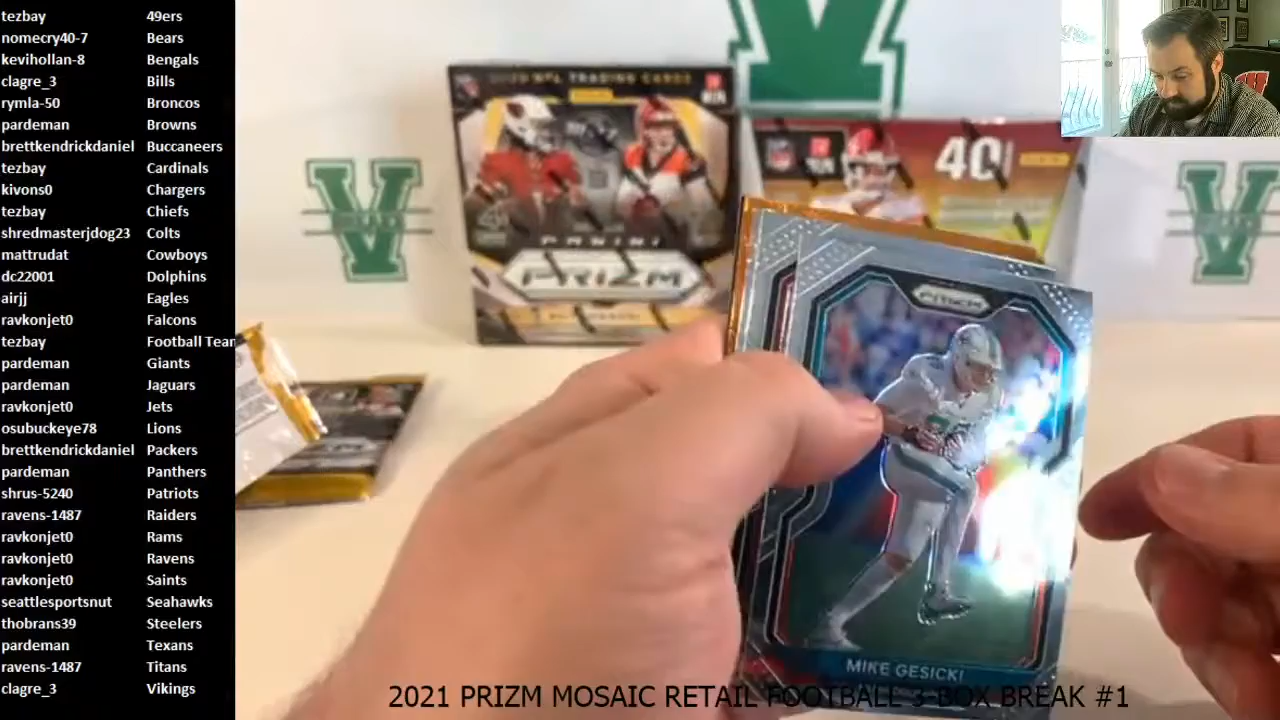 tezbay 49ers
nomecry40-7 Bears
kevihollan-8 Bengals
clagre_3 Bills
rymla-50 Broncos
pardeman Browns
brettkendrickdaniel Buccaneers
tezbay Cardinals
kivons0 Chargers
tezbay Chiefs
shredmasterjdog23 Colts
mattrudat Cowboys
dc22001 Dolphins
airjj Eagles
ravkonjet0 Falcons
tezbay Football Team
pardeman Giants
pardeman Jaguars
ravkonjet0 Jets
osubuckeye78 Lions
brettkendrickdaniel Packers
pardeman Panthers
shrus-5240 Patriots
ravens-1487 Raiders
ravkonjet0 Rams
ravkonjet0 Ravens
ravkonjet0 Saints
seattlesportsnut Seahawks
thobrans39 Steelers
pardeman Texans
ravens-1487 Titans
clagre_3 Vikings
NFL TRADING CARDS
PANINI
PRIZM
40
PRIZM
MIKE GESICKI
2021 PRIZM MOSAIC RETAIL FOOTBALL 3-BOX BREAK #1